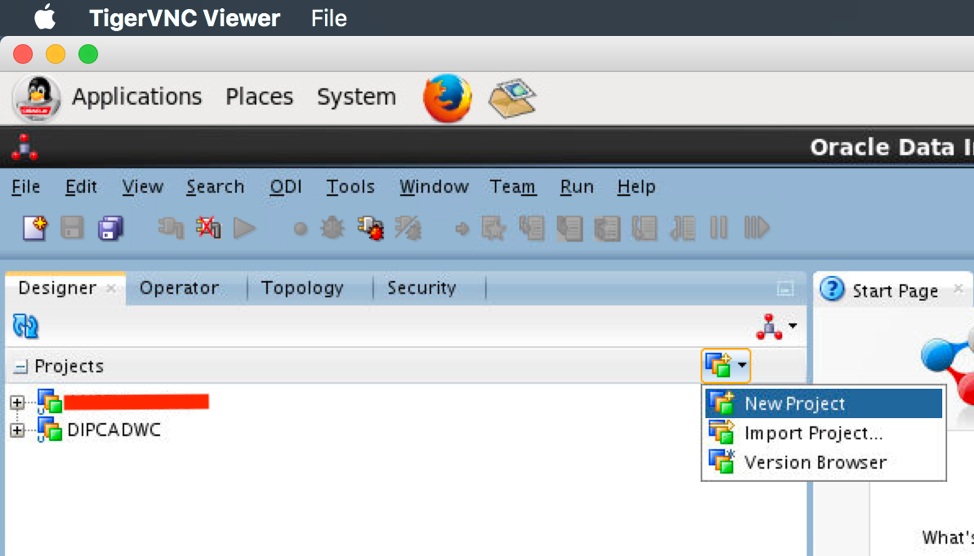 TigerVNC Viewer File
Applications Places System
Oracle Data I
File Edit View Search ODI Tools Window Team Run Help
Designer Operator Topology Security
Start Page
Projects
New Project
DIPCADWC
Import Project...
Version Browser
What's